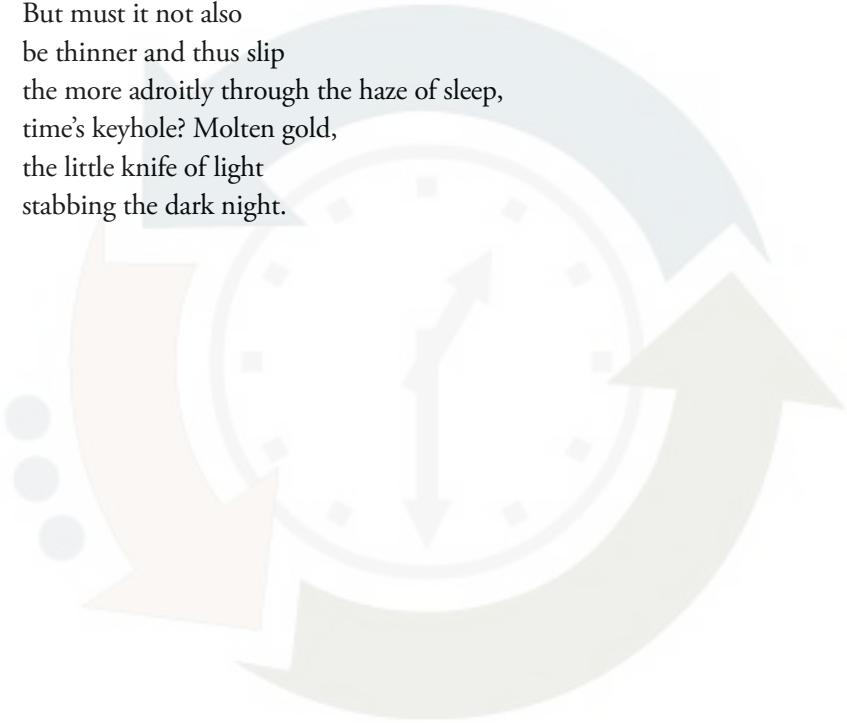 But must it not also
be thinner and thus slip
the more adroitly through the haze of sleep,
time’s keyhole? Molten gold,
the little knife of light
stabbing the dark night.